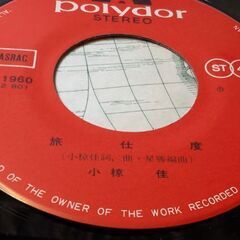 polydor
STEREO
JASRAC
1960
ST
旅仕度
(小椋佳詞、曲・星勝編曲)
小椋佳
OF THE OWNER OF THE WORK RECORDED